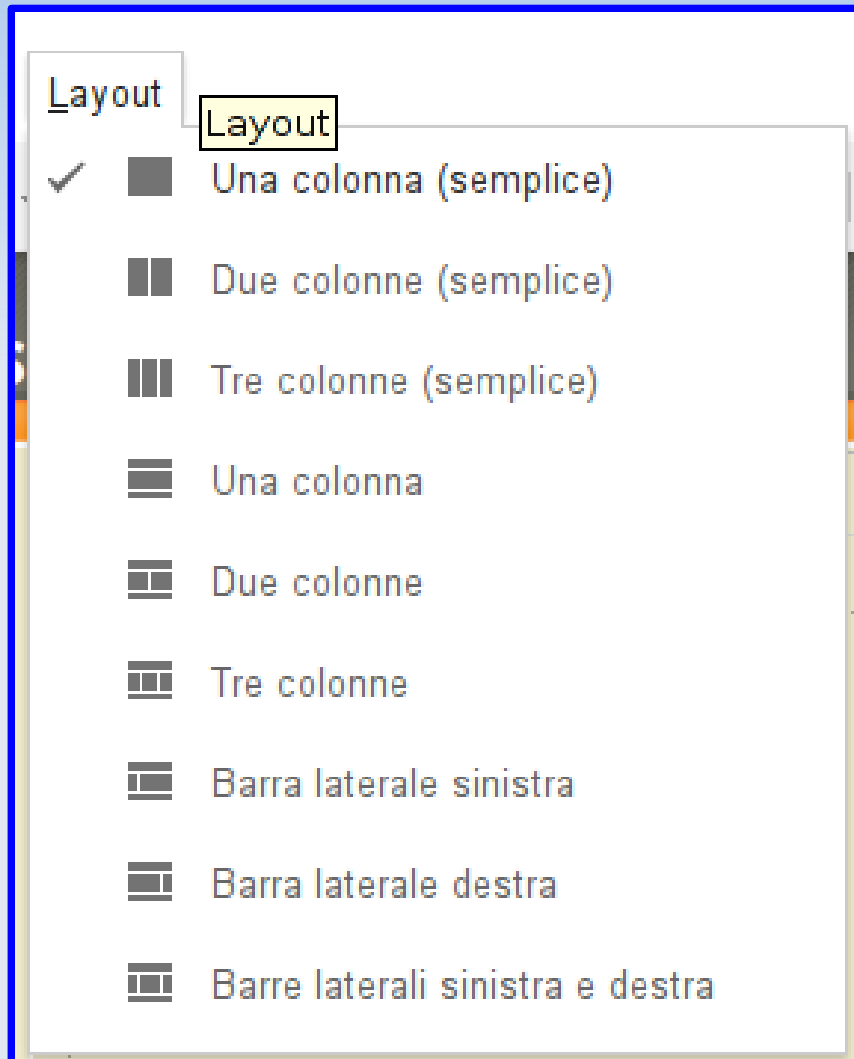 Layout
Layout
Una colonna (semplice)
Due colonne (semplice)
Tre colonne (semplice)
Una colonna
Due colonne
Tre colonne
Barra laterale sinistra
Barra laterale destra
Barre laterali sinistra e destra